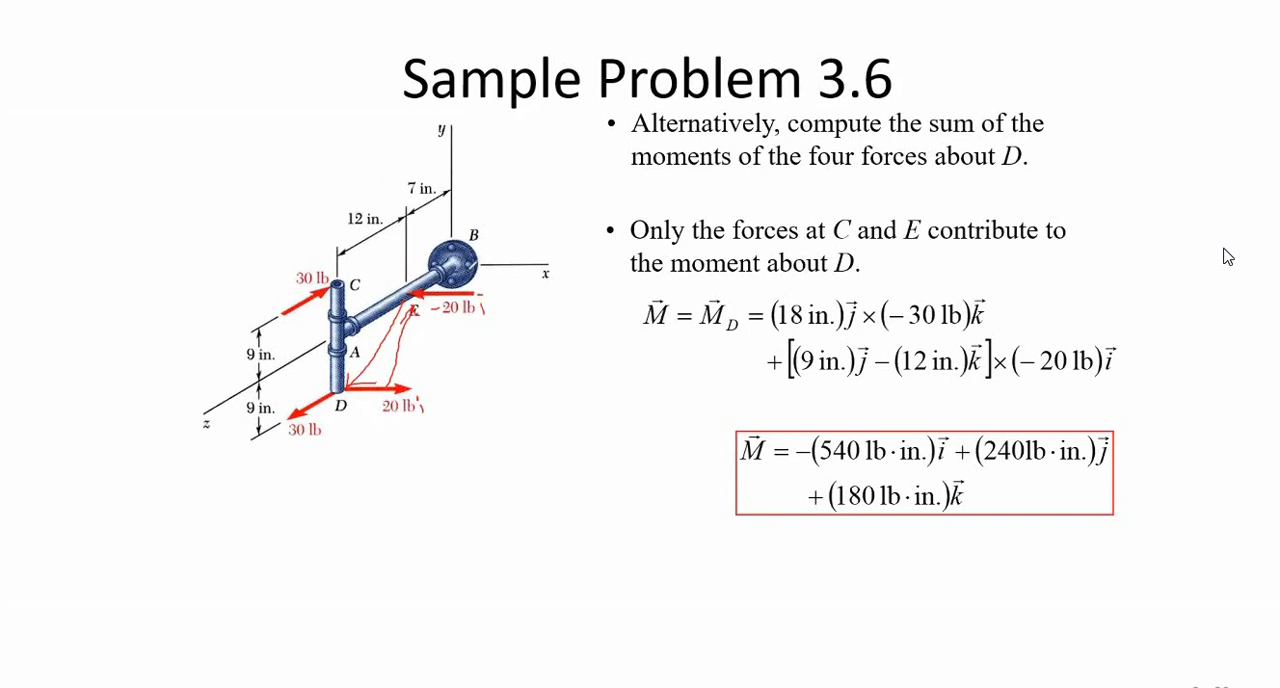 Sample Problem 3.6
• Alternatively, compute the sum of the
moments of the four forces about D.
• Only the forces at C and E contribute to
the moment about D.
M⃗ = M⃗_D = (18 in.)j⃗ × (– 30 lb)k⃗
+ [(9 in.)j⃗ – (12 in.)k⃗] × (– 20 lb)i⃗
M⃗ = –(540 lb · in.)i⃗ + (240lb · in.)j⃗
+ (180 lb · in.)k⃗
y
7 in.
12 in.
B
x
30 lb
C
E
–20 lb
9 in.
A
9 in.
D
20 lb
z
30 lb